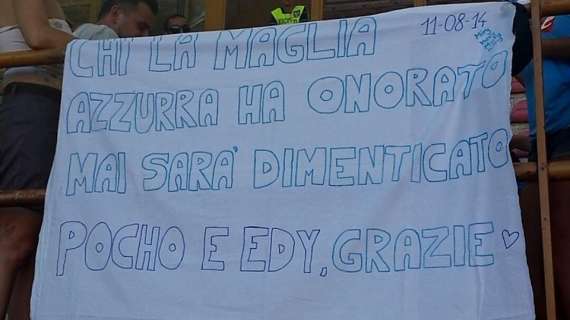 CHI LA MAGLIA
11-08-14
AZZURRA HA ONORATO
MAI SARA' DIMENTICATO
POCHO E EDY, GRAZIE ♡